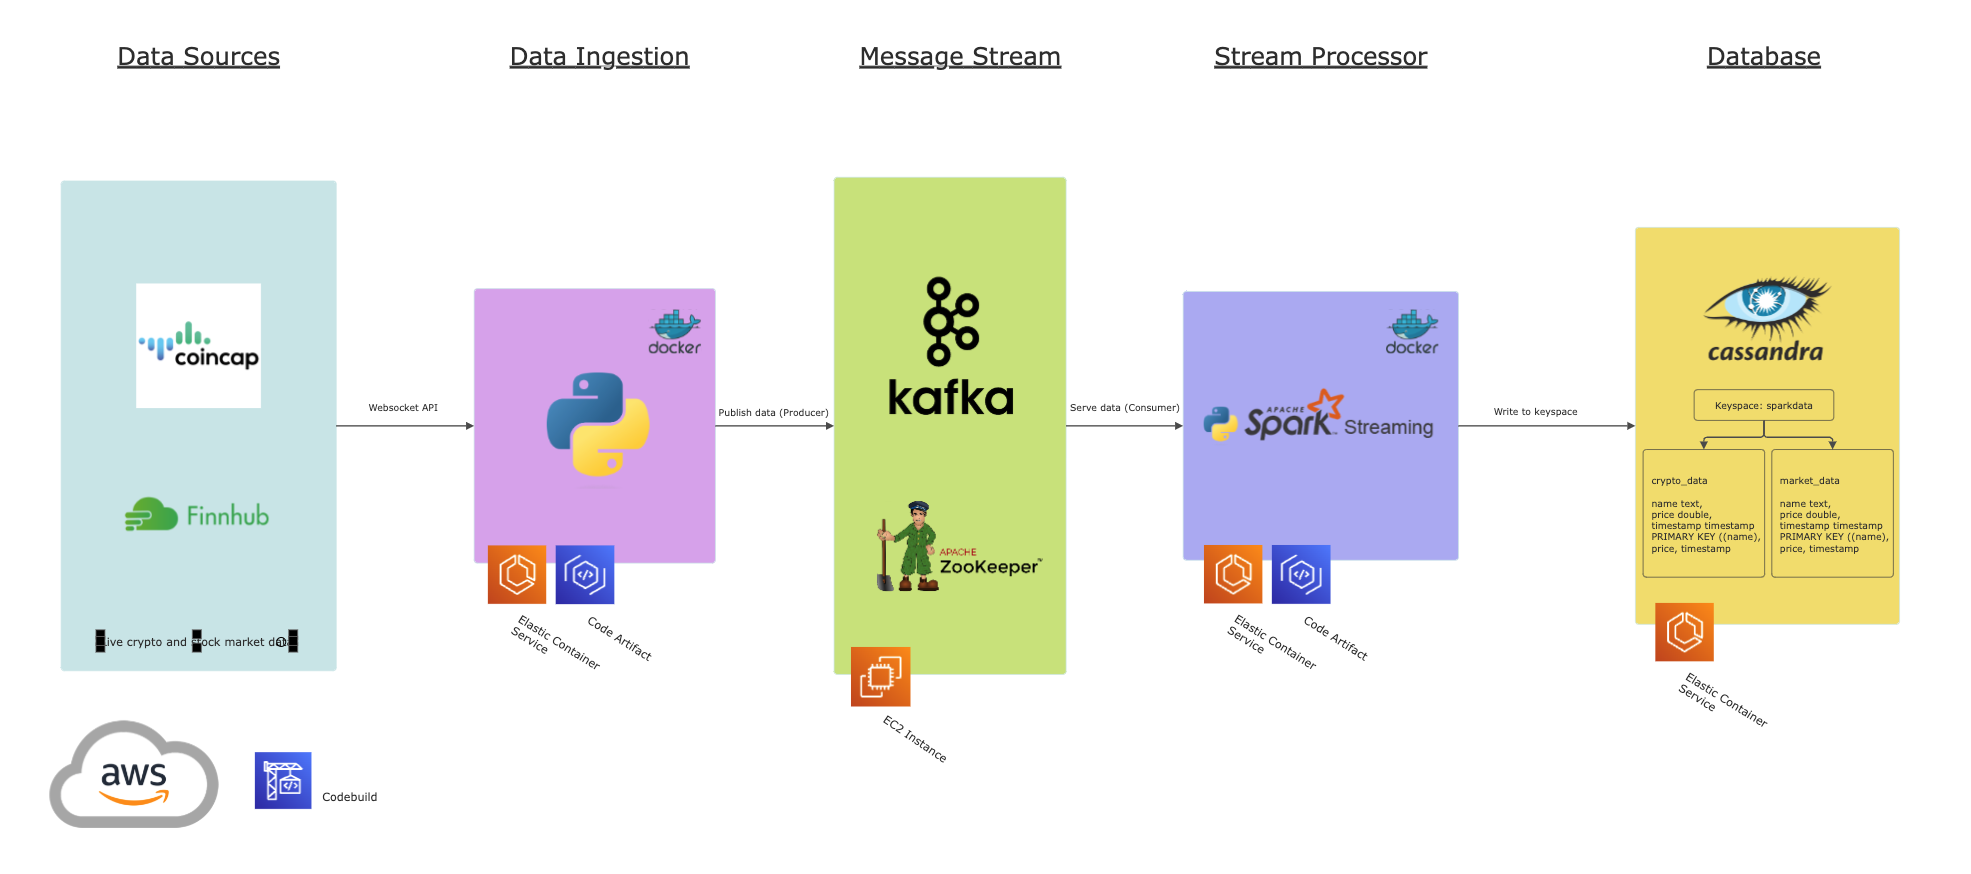 Data Sources
Data Ingestion
Message Stream
Stream Processor
Database
coincap
Finnhub
Live crypto and stock market data
Websocket API
docker
Publish data (Producer)
kafka
APACHE
ZooKeeper™
Serve data (Consumer)
docker
APACHE
Spark™ Streaming
Write to keyspace
cassandra
Keyspace: sparkdata
crypto_data
name text,
price double,
timestamp timestamp
PRIMARY KEY ((name),
price, timestamp
market_data
name text,
price double,
timestamp timestamp
PRIMARY KEY ((name),
price, timestamp
Elastic Container
Service
Code Artifact
EC2 Instance
Elastic Container
Service
Code Artifact
Elastic Container
Service
aws
Codebuild